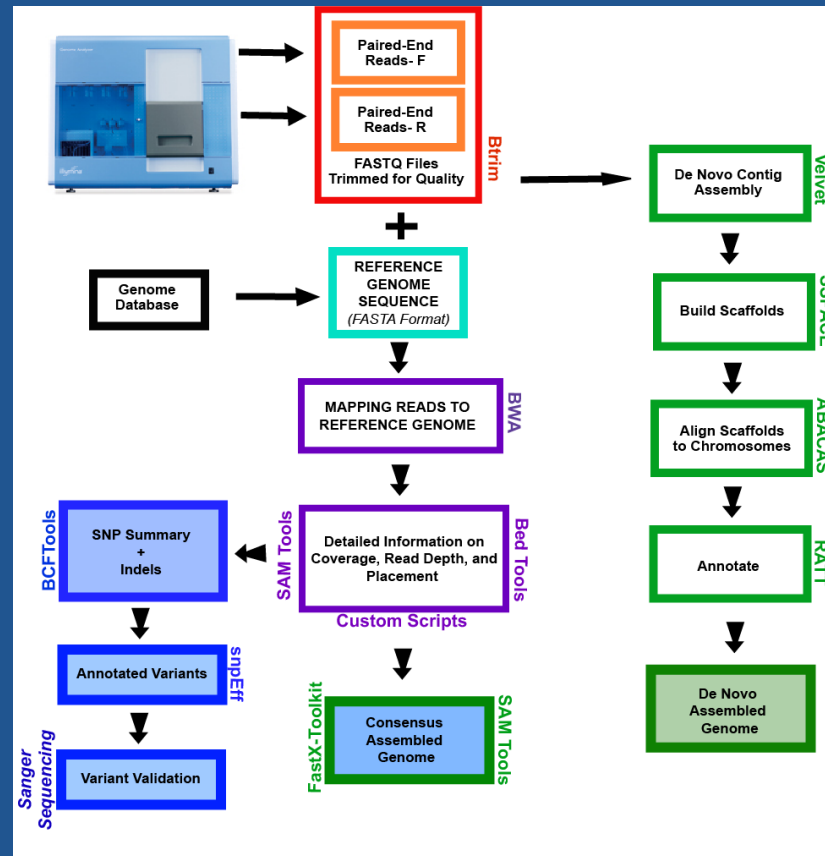 Paired-End
Reads- F
Paired-End
Reads- R
FASTQ Files
Trimmed for Quality
Btrim
De Novo Contig
Assembly
Velvet
Genome
Database
REFERENCE
GENOME
SEQUENCE
(FASTA Format)
Build Scaffolds
SSPACE
MAPPING READS TO
REFERENCE GENOME
BWA
Align Scaffolds
to Chromosomes
ABACAS
BCFTools
SNP Summary
+
Indels
SAM Tools
Detailed Information on
Coverage, Read Depth, and
Placement
Bed Tools
Custom Scripts
Annotate
RATT
Annotated Variants
snpEff
Sanger
Sequencing
Variant Validation
FastX-Toolkit
Consensus
Assembled
Genome
SAM Tools
De Novo
Assembled
Genome